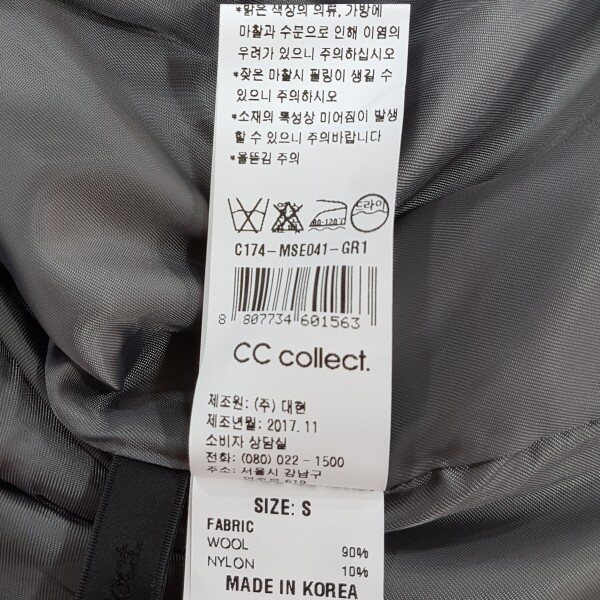 *밝은 색상의 의류, 가방에
마찰과 수분으로 인해 이염의
우려가 있으니 주의하십시오
*잦은 마찰시 필링이 생길 수
있으니 주의하시오
*소재의 특성상 미어짐이 발생
할 수 있으니 주의바랍니다
*올뜯김 주의
드라이
80-120℃
C174-MSE041-GR1
8 807734 601563
CC collect.
제조원: (주) 대현
제조년월: 2017.11
소비자 상담실
전화: (080) 022-1500
주소: 서울시 강남구
SIZE: S
FABRIC
WOOL 90%
NYLON 10%
MADE IN KOREA